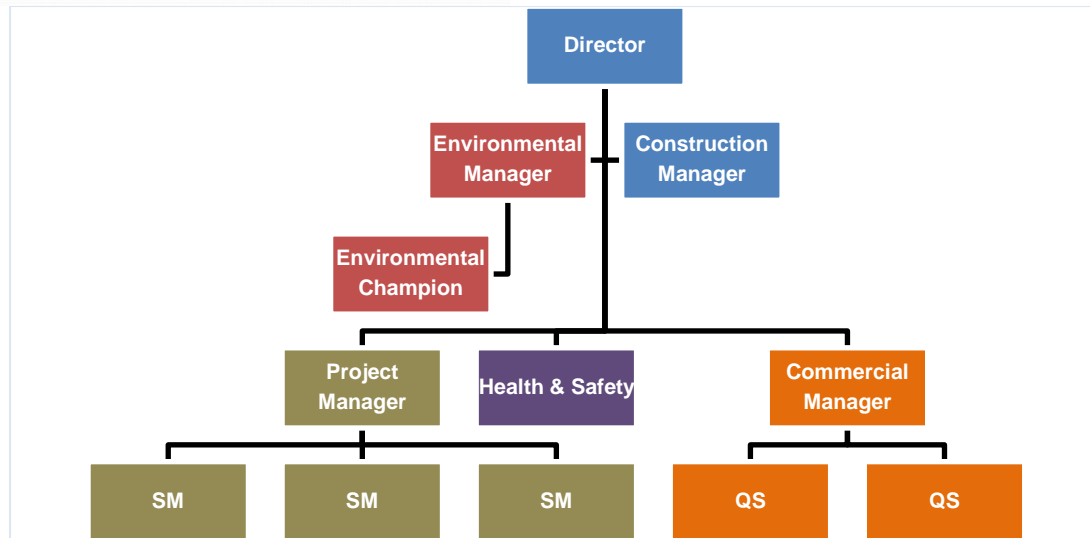 Director
Environmental
Manager
Construction
Manager
Environmental
Champion
Project
Manager
Health & Safety
Commercial
Manager
SM
SM
SM
QS
QS